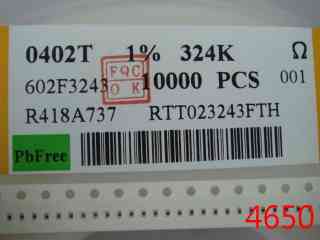 0402T 1% 324K Ω
602F3243 FQC OK 10000 PCS 001
R418A737 RTT023243FTH
PbFree
4650